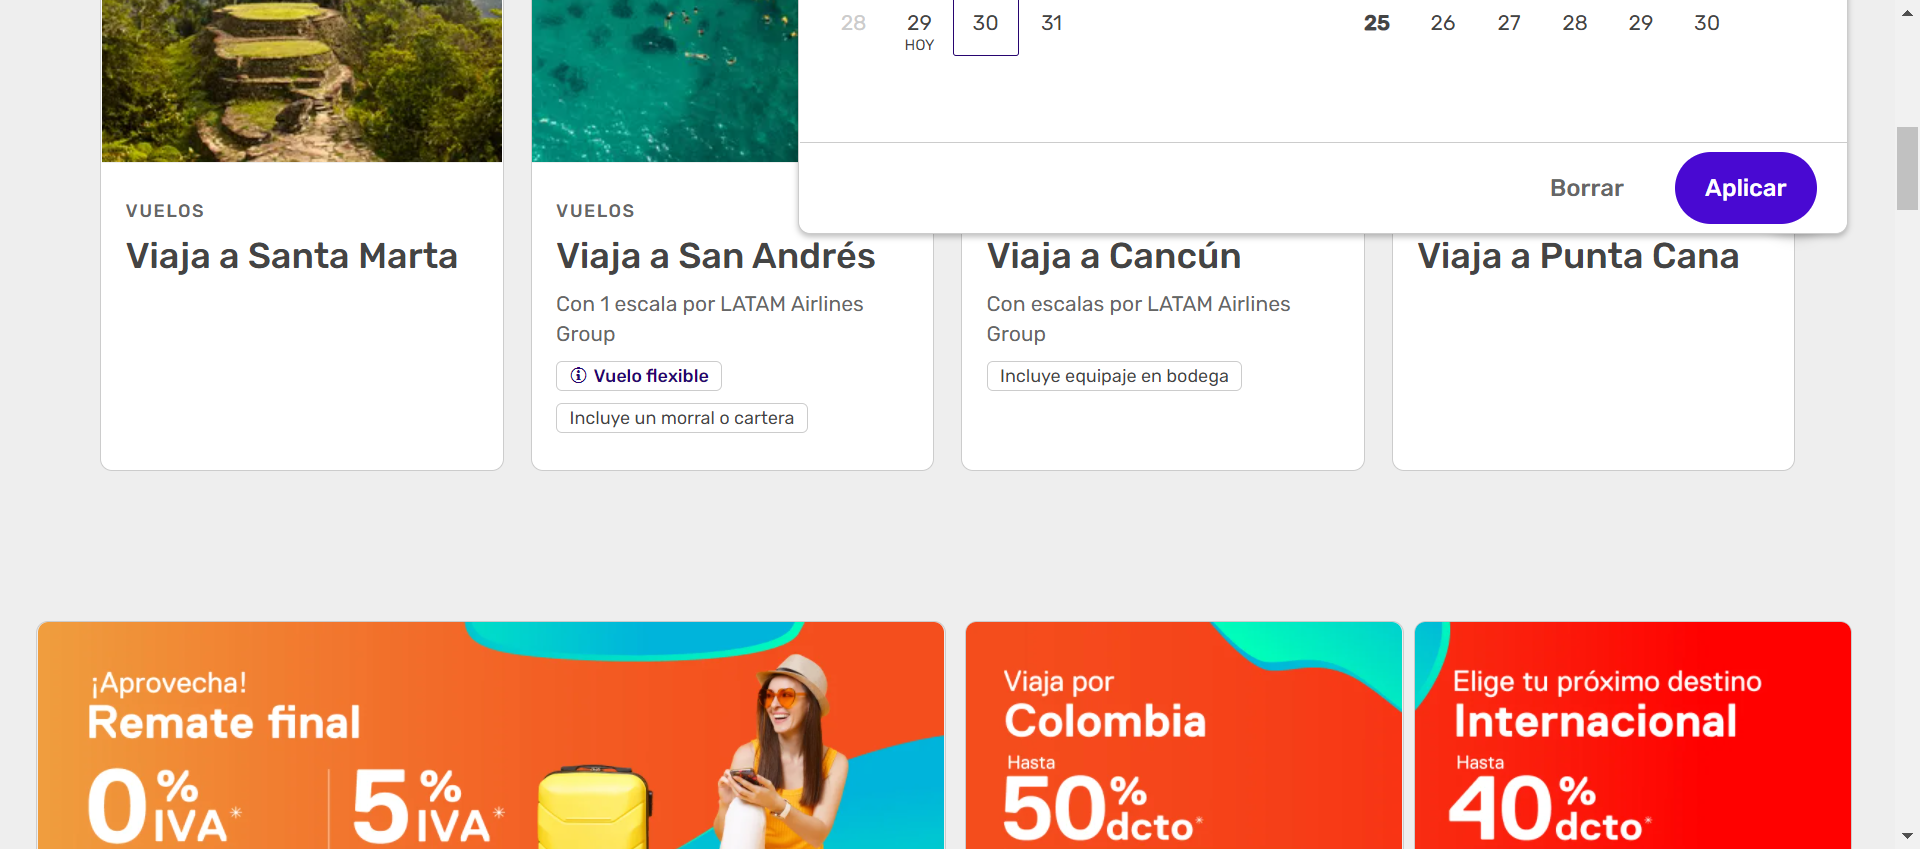 28 29 30 31 25 26 27 28 29 30
HOY
Borrar Aplicar
VUELOS
Viaja a Santa Marta
VUELOS
Viaja a San Andrés
Con 1 escala por LATAM Airlines
Group
Vuelo flexible
Incluye un morral o cartera
Viaja a Cancún
Con escalas por LATAM Airlines
Group
Incluye equipaje en bodega
Viaja a Punta Cana
¡Aprovecha!
Remate final
0% IVA* 5% IVA*
Viaja por
Colombia
Hasta
50% dcto*
Elige tu próximo destino
Internacional
Hasta
40% dcto*